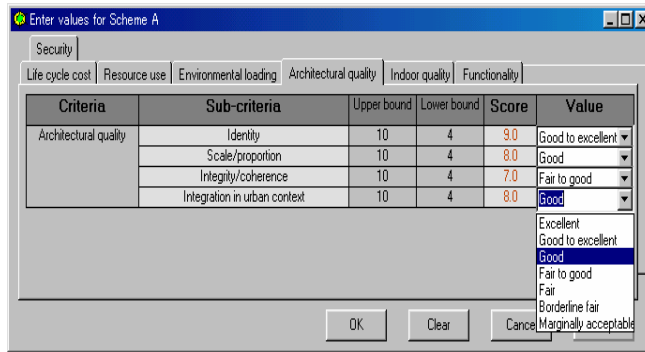 Enter values for Scheme A
Security
Life cycle cost Resource use Environmental loading Architectural quality Indoor quality Functionality
Criteria Sub-criteria Upper bound Lower bound Score Value
Architectural quality Identity 10 4 9.0 Good to excellent
Scale/proportion 10 4 8.0 Good
Integrity/coherence 10 4 7.0 Fair to good
Integration in urban context 10 4 8.0 Good
Excellent
Good to excellent
Good
Fair to good
Fair
Borderline fair
Marginally acceptable
OK Clear Cance